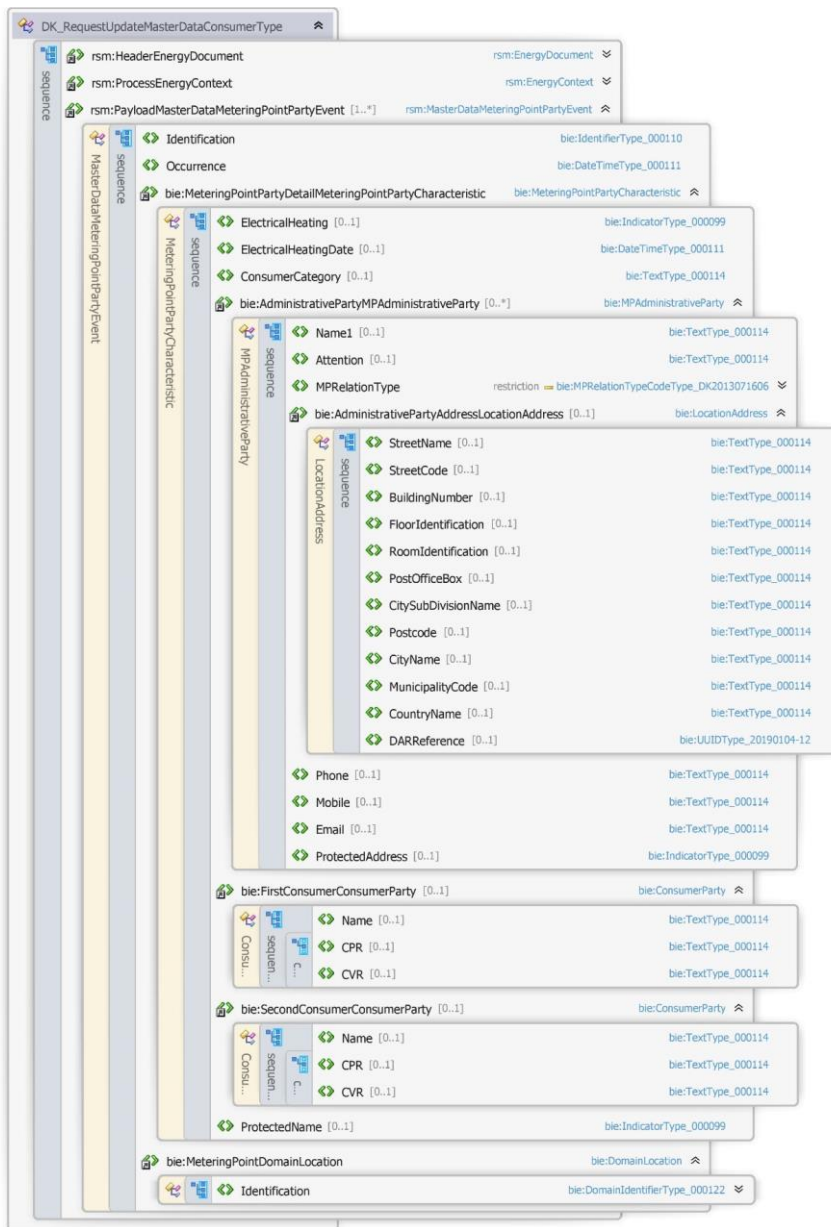 DK_RequestUpdateMasterDataConsumerType
sequence
rsm:HeaderEnergyDocument rsm:EnergyDocument
rsm:ProcessEnergyContext rsm:EnergyContext
rsm:PayloadMasterDataMeteringPointPartyEvent [1..*] rsm:MasterDataMeteringPointPartyEvent
MasterDataMeteringPointPartyEvent
sequence
Identification bie:IdentifierType_000110
Occurrence bie:DateTimeType_000111
bie:MeteringPointPartyDetailMeteringPointPartyCharacteristic bie:MeteringPointPartyCharacteristic
MeteringPointPartyCharacteristic
sequence
ElectricalHeating [0..1] bie:IndicatorType_000099
ElectricalHeatingDate [0..1] bie:DateTimeType_000111
ConsumerCategory [0..1] bie:TextType_000114
bie:AdministrativePartyMPAdministrativeParty [0..*] bie:MPAdministrativeParty
MPAdministrativeParty
sequence
Name1 [0..1] bie:TextType_000114
Attention [0..1] bie:TextType_000114
MPRelationType restriction bie:MPRelationTypeCodeType_DK2013071606
bie:AdministrativePartyAddressLocationAddress [0..1] bie:LocationAddress
LocationAddress
sequence
StreetName [0..1] bie:TextType_000114
StreetCode [0..1] bie:TextType_000114
BuildingNumber [0..1] bie:TextType_000114
FloorIdentification [0..1] bie:TextType_000114
RoomIdentification [0..1] bie:TextType_000114
PostOfficeBox [0..1] bie:TextType_000114
CitySubDivisionName [0..1] bie:TextType_000114
Postcode [0..1] bie:TextType_000114
CityName [0..1] bie:TextType_000114
MunicipalityCode [0..1] bie:TextType_000114
CountryName [0..1] bie:TextType_000114
DARReference [0..1] bie:UUIDType_20190104-12
Phone [0..1] bie:TextType_000114
Mobile [0..1] bie:TextType_000114
Email [0..1] bie:TextType_000114
ProtectedAddress [0..1] bie:IndicatorType_000099
bie:FirstConsumerConsumerParty [0..1] bie:ConsumerParty
Consu...
sequen...
c...
Name [0..1] bie:TextType_000114
CPR [0..1] bie:TextType_000114
CVR [0..1] bie:TextType_000114
bie:SecondConsumerConsumerParty [0..1] bie:ConsumerParty
Consu...
sequen...
c...
Name [0..1] bie:TextType_000114
CPR [0..1] bie:TextType_000114
CVR [0..1] bie:TextType_000114
ProtectedName [0..1] bie:IndicatorType_000099
bie:MeteringPointDomainLocation bie:DomainLocation
Identification bie:DomainIdentifierType_000122